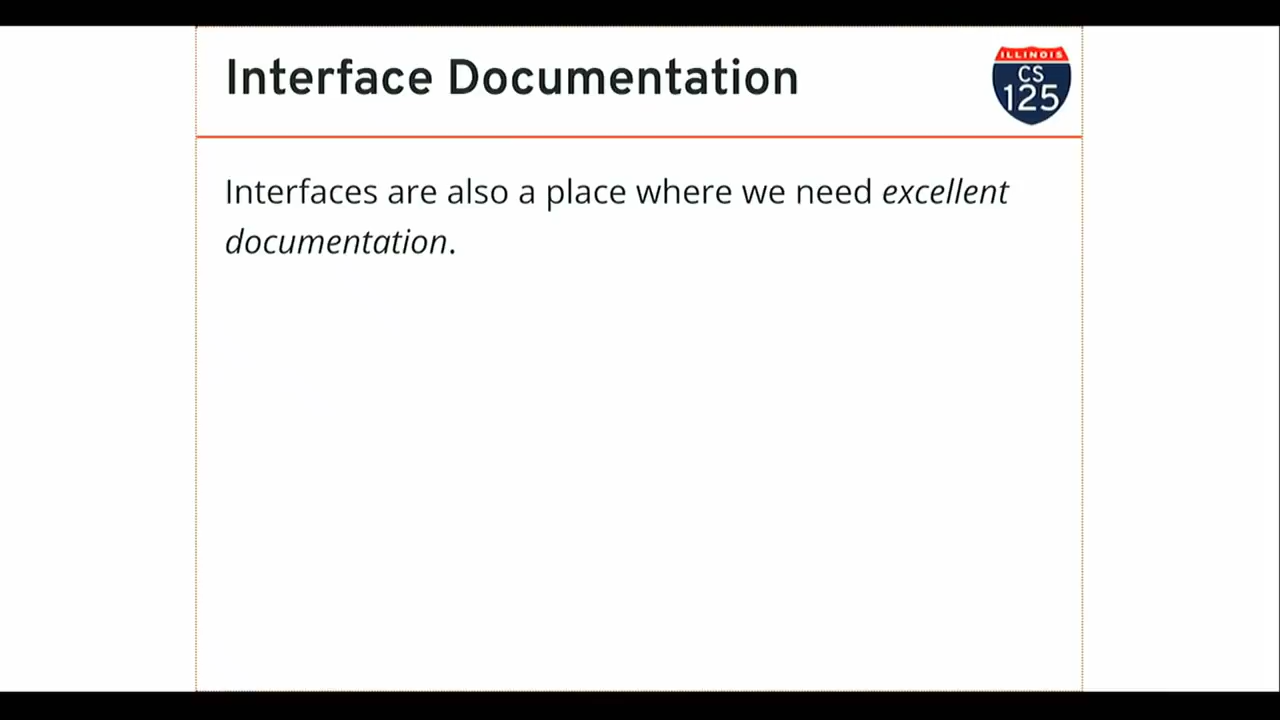 Interface Documentation
ILLINOIS
CS
125
Interfaces are also a place where we need excellent
documentation.